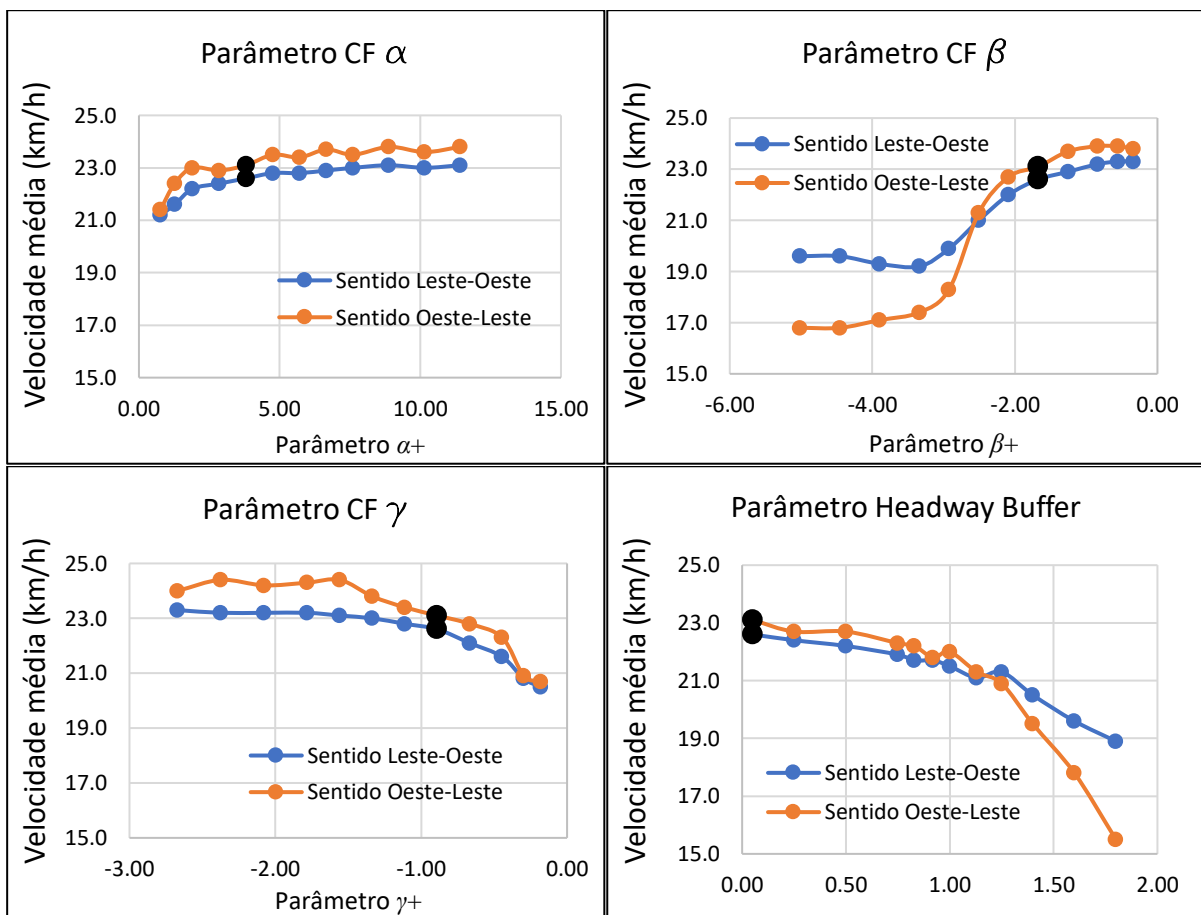 Parâmetro CF α
Velocidade média (km/h)
25.0
23.0
21.0
19.0
17.0
15.0
Sentido Leste-Oeste
Sentido Oeste-Leste
0.00 5.00 10.00 15.00
Parâmetro α+
Parâmetro CF β
Velocidade média (km/h)
25.0
23.0
21.0
19.0
17.0
15.0
Sentido Leste-Oeste
Sentido Oeste-Leste
-6.00 -4.00 -2.00 0.00
Parâmetro β+
Parâmetro CF γ
Velocidade média (km/h)
25.0
23.0
21.0
19.0
17.0
15.0
Sentido Leste-Oeste
Sentido Oeste-Leste
-3.00 -2.00 -1.00 0.00
Parâmetro γ+
Parâmetro Headway Buffer
Velocidade média (km/h)
25.0
23.0
21.0
19.0
17.0
15.0
Sentido Leste-Oeste
Sentido Oeste-Leste
0.00 0.50 1.00 1.50 2.00